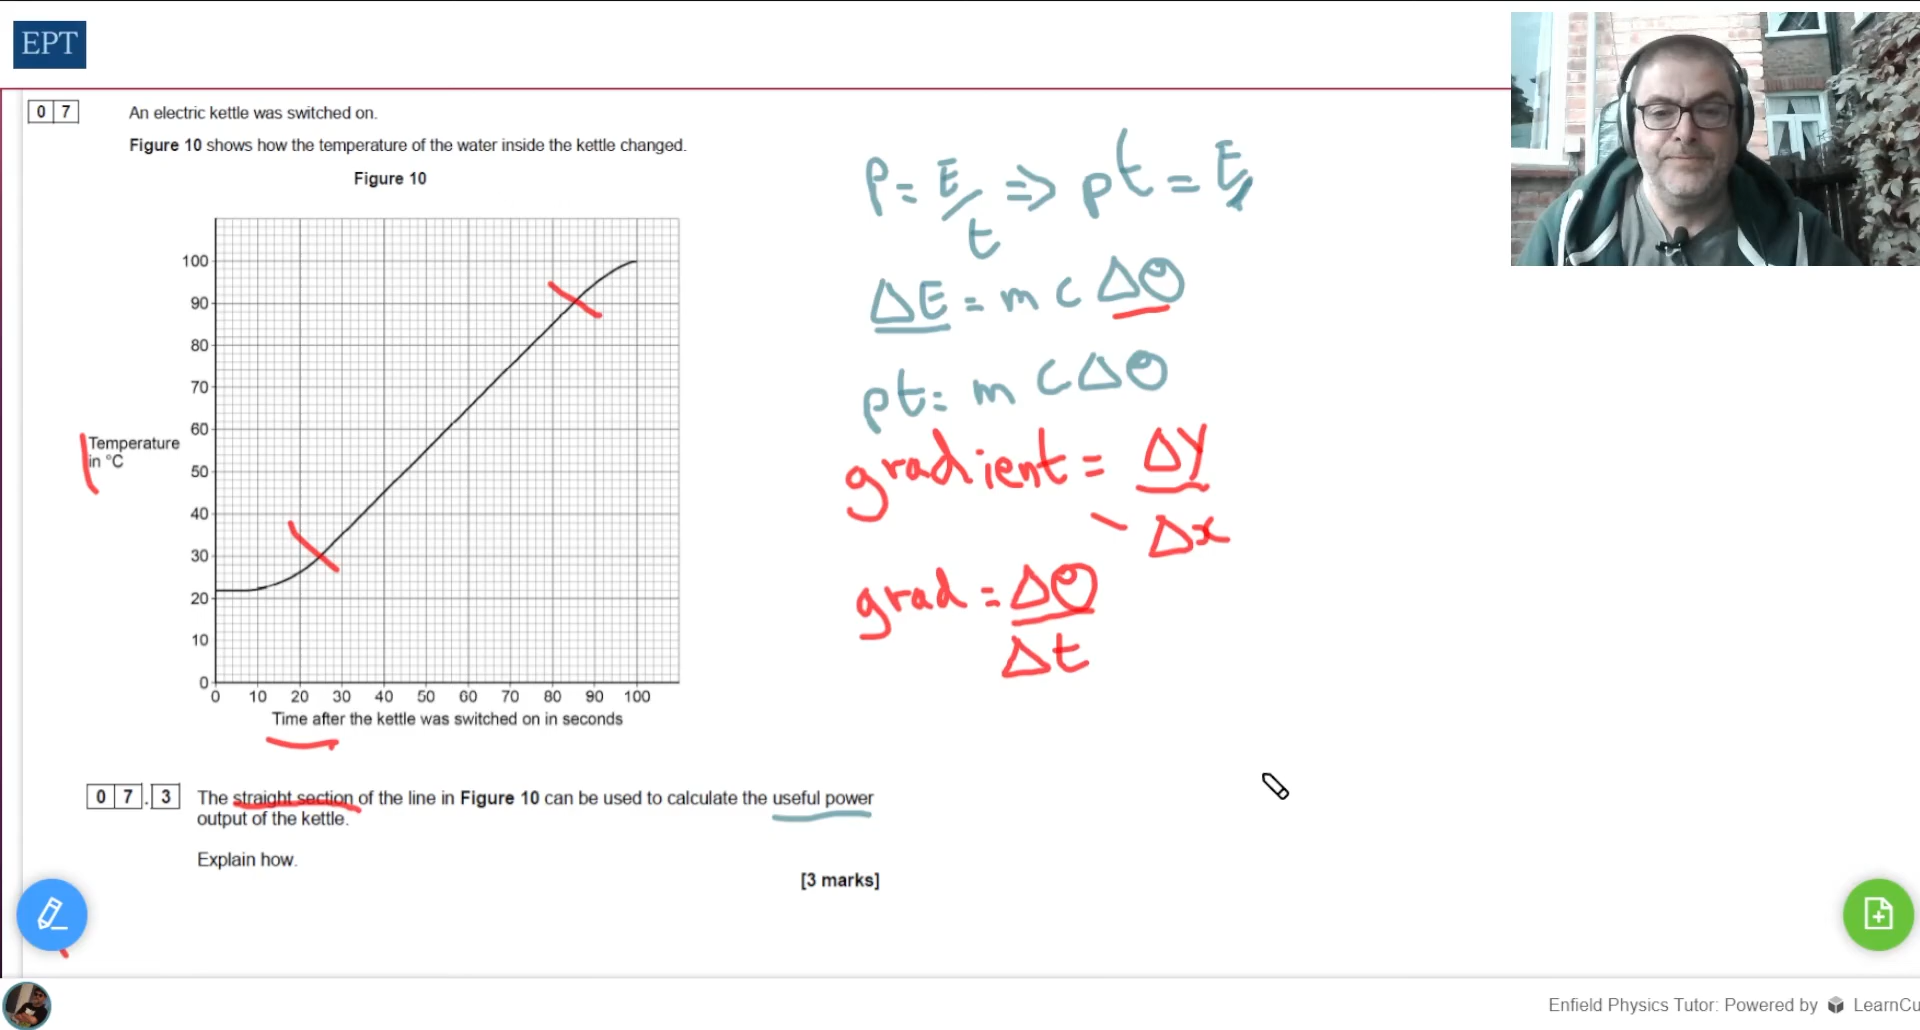 EPT
0 7 An electric kettle was switched on.
Figure 10 shows how the temperature of the water inside the kettle changed.
Figure 10
100
90
80
70
60
Temperature
in °C
50
40
30
20
10
0
0 10 20 30 40 50 60 70 80 90 100
Time after the kettle was switched on in seconds
0 7 . 3 The straight section of the line in Figure 10 can be used to calculate the useful power
output of the kettle.
Explain how.
[3 marks]
P = E/t ⇒ Pt = E
ΔE = m c Δθ
Pt = m c Δθ
gradient = Δy
Δx
grad = Δθ
Δt
Enfield Physics Tutor: Powered by LearnCu